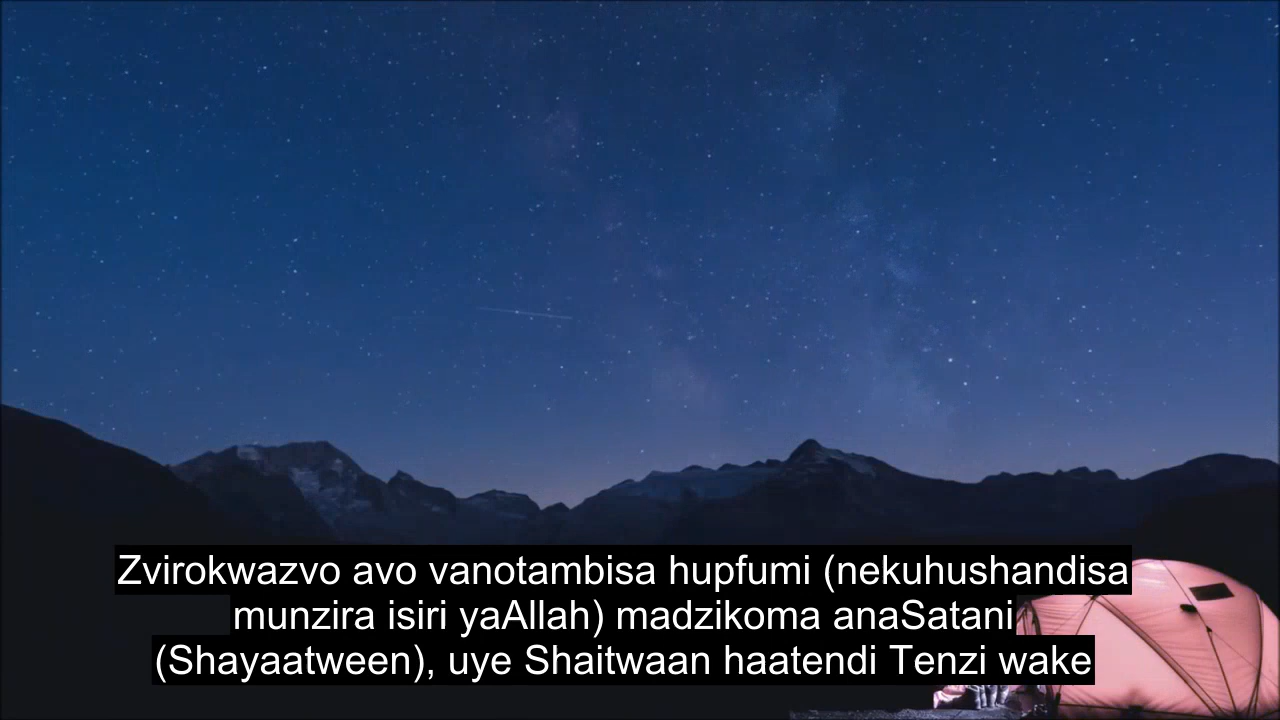 Zvirokwazvo avo vanotambisa hupfumi (nekuhushandisa
munzira isiri yaAllah) madzikoma anaSatani
(Shayaatween), uye Shaitwaan haatendi Tenzi wake